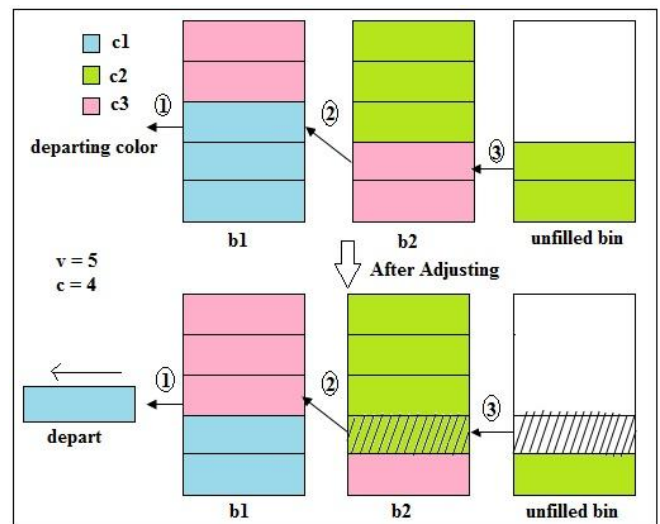 c1
c2
c3
①
②
③
departing color
b1
b2
unfilled bin
v = 5
c = 4
After Adjusting
①
②
③
depart
b1
b2
unfilled bin